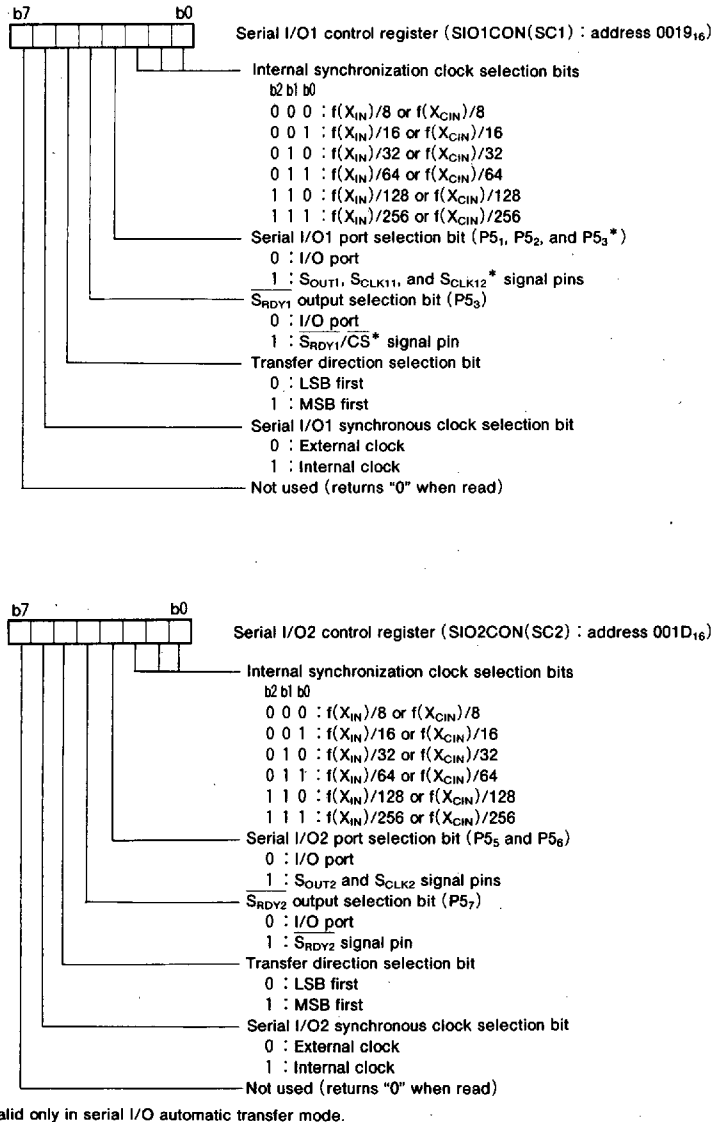 b7 b0
Serial I/O1 control register (SIO1CON(SC1) : address 0019₁₆)
Internal synchronization clock selection bits
b2 b1 b0
0 0 0 : f(X_IN)/8 or f(X_CIN)/8
0 0 1 : f(X_IN)/16 or f(X_CIN)/16
0 1 0 : f(X_IN)/32 or f(X_CIN)/32
0 1 1 : f(X_IN)/64 or f(X_CIN)/64
1 1 0 : f(X_IN)/128 or f(X_CIN)/128
1 1 1 : f(X_IN)/256 or f(X_CIN)/256
Serial I/O1 port selection bit (P5₁, P5₂, and P5₃*)
0 : I/O port
1 : S_OUT1, S_CLK11, and S_CLK12* signal pins
S̅_RDY1 output selection bit (P5₃)
0 : I/O port
1 : S̅_RDY1/C̅S̅* signal pin
Transfer direction selection bit
0 : LSB first
1 : MSB first
Serial I/O1 synchronous clock selection bit
0 : External clock
1 : Internal clock
Not used (returns "0" when read)
b7 b0
Serial I/O2 control register (SIO2CON(SC2) : address 001D₁₆)
Internal synchronization clock selection bits
b2 b1 b0
0 0 0 : f(X_IN)/8 or f(X_CIN)/8
0 0 1 : f(X_IN)/16 or f(X_CIN)/16
0 1 0 : f(X_IN)/32 or f(X_CIN)/32
0 1 1 : f(X_IN)/64 or f(X_CIN)/64
1 1 0 : f(X_IN)/128 or f(X_CIN)/128
1 1 1 : f(X_IN)/256 or f(X_CIN)/256
Serial I/O2 port selection bit (P5₅ and P5₆)
0 : I/O port
1 : S_OUT2 and S_CLK2 signal pins
S̅_RDY2 output selection bit (P5₇)
0 : I/O port
1 : S̅_RDY2 signal pin
Transfer direction selection bit
0 : LSB first
1 : MSB first
Serial I/O2 synchronous clock selection bit
0 : External clock
1 : Internal clock
Not used (returns "0" when read)
alid only in serial I/O automatic transfer mode.